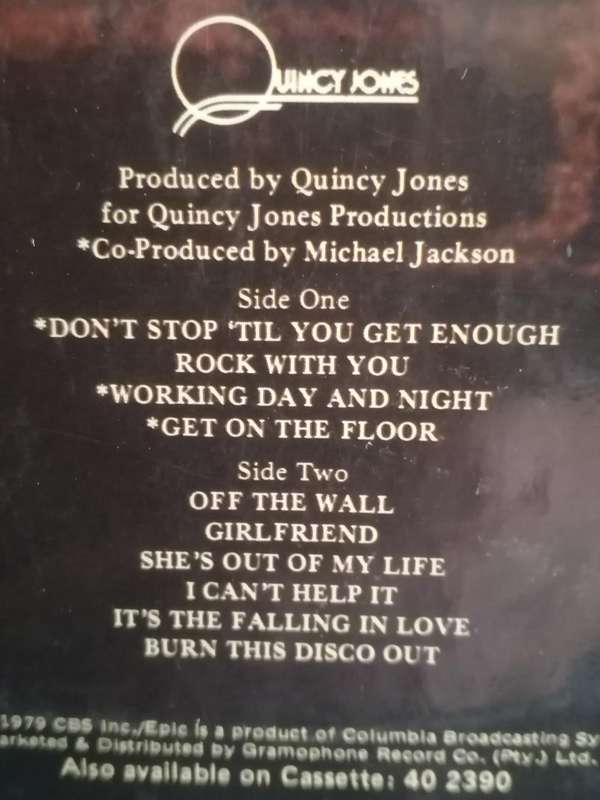 QUINCY JONES
Produced by Quincy Jones
for Quincy Jones Productions
*Co-Produced by Michael Jackson
Side One
*DON'T STOP 'TIL YOU GET ENOUGH
ROCK WITH YOU
*WORKING DAY AND NIGHT
*GET ON THE FLOOR
Side Two
OFF THE WALL
GIRLFRIEND
SHE'S OUT OF MY LIFE
I CAN'T HELP IT
IT'S THE FALLING IN LOVE
BURN THIS DISCO OUT
1979 CBS Inc./Epic is a product of Columbia Broadcasting Sy
arketed & Distributed by Gramophone Record Co. (Pty.) Ltd.
Also available on Cassette: 40 2390